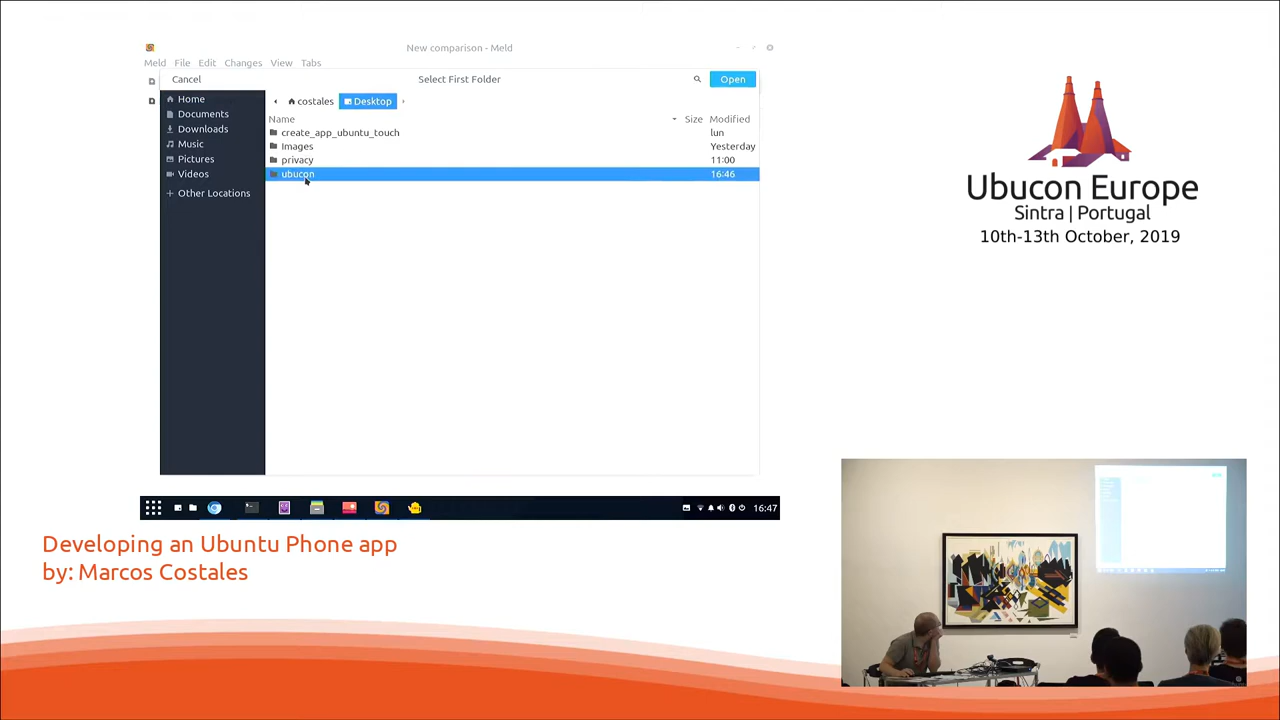 New comparison - Meld
Meld File Edit Changes View Tabs
Cancel Select First Folder Open
Home
Documents
Downloads
Music
Pictures
Videos
Other Locations
costales Desktop
Name Size Modified
create_app_ubuntu_touch lun
Images Yesterday
privacy 11:00
ubucon 16:46
16:47
Ubucon Europe
Sintra | Portugal
10th-13th October, 2019
Developing an Ubuntu Phone app
by: Marcos Costales